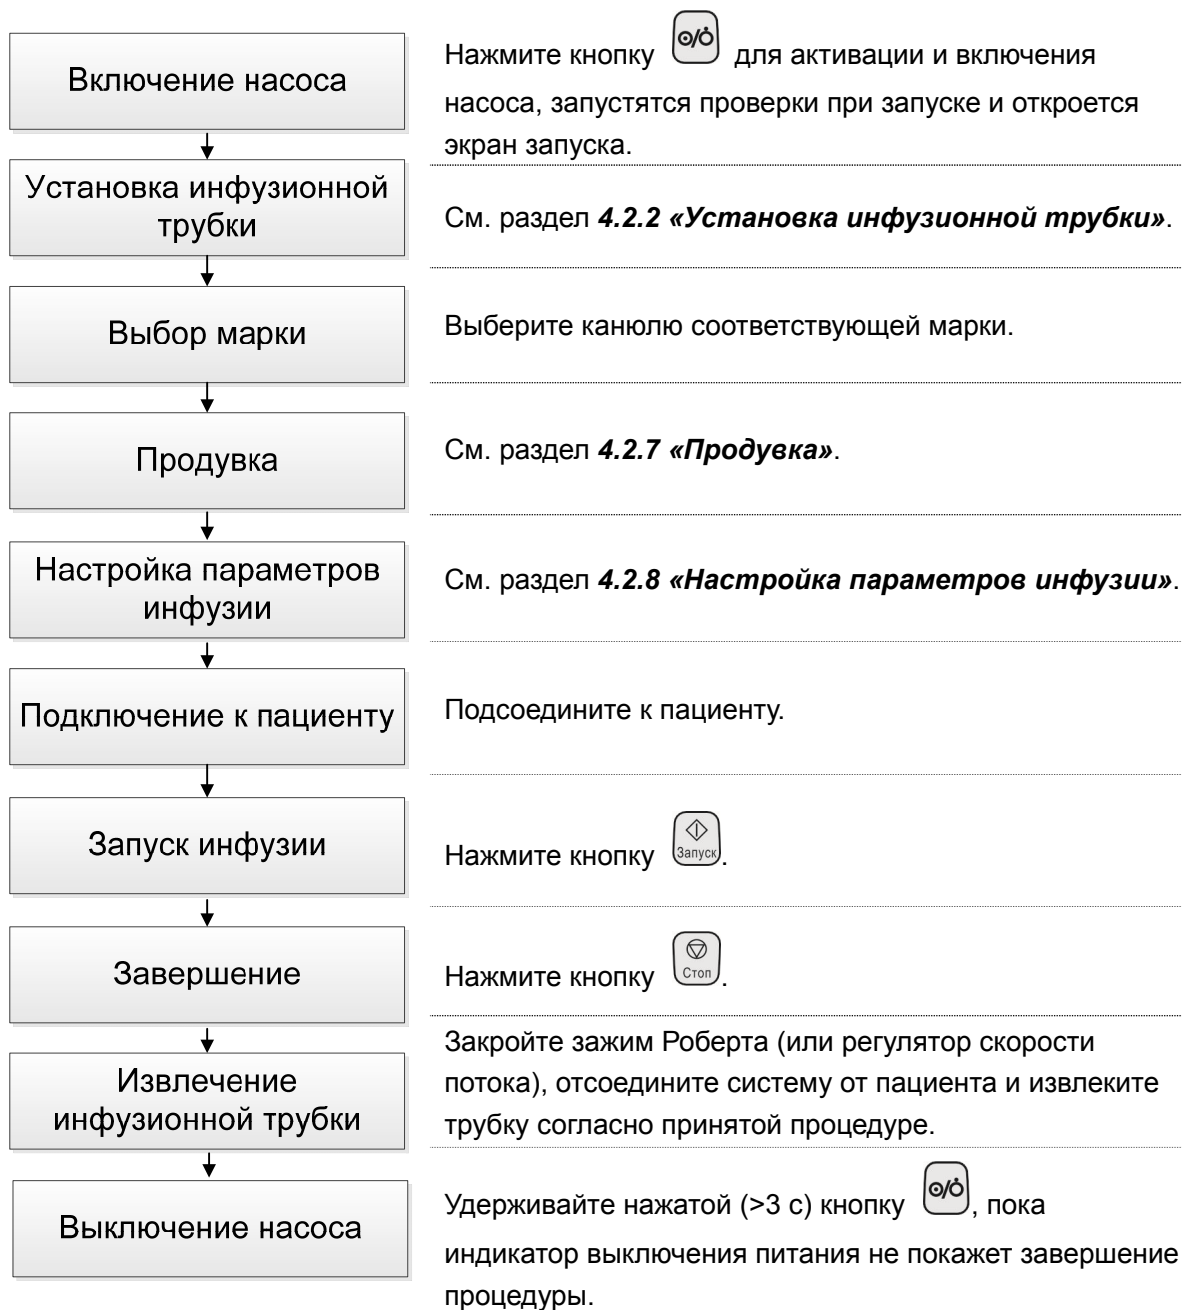 Включение насоса
Нажмите кнопку для активации и включения
насоса, запустятся проверки при запуске и откроется
экран запуска.
Установка инфузионной
трубки
См. раздел 4.2.2 «Установка инфузионной трубки».
Выбор марки
Выберите канюлю соответствующей марки.
Продувка
См. раздел 4.2.7 «Продувка».
Настройка параметров
инфузии
См. раздел 4.2.8 «Настройка параметров инфузии».
Подключение к пациенту
Подсоедините к пациенту.
Запуск инфузии
Нажмите кнопку Запуск.
Завершение
Нажмите кнопку Стоп.
Извлечение
инфузионной трубки
Закройте зажим Роберта (или регулятор скорости
потока), отсоедините систему от пациента и извлеките
трубку согласно принятой процедуре.
Выключение насоса
Удерживайте нажатой (>3 с) кнопку , пока
индикатор выключения питания не покажет завершение
процедуры.